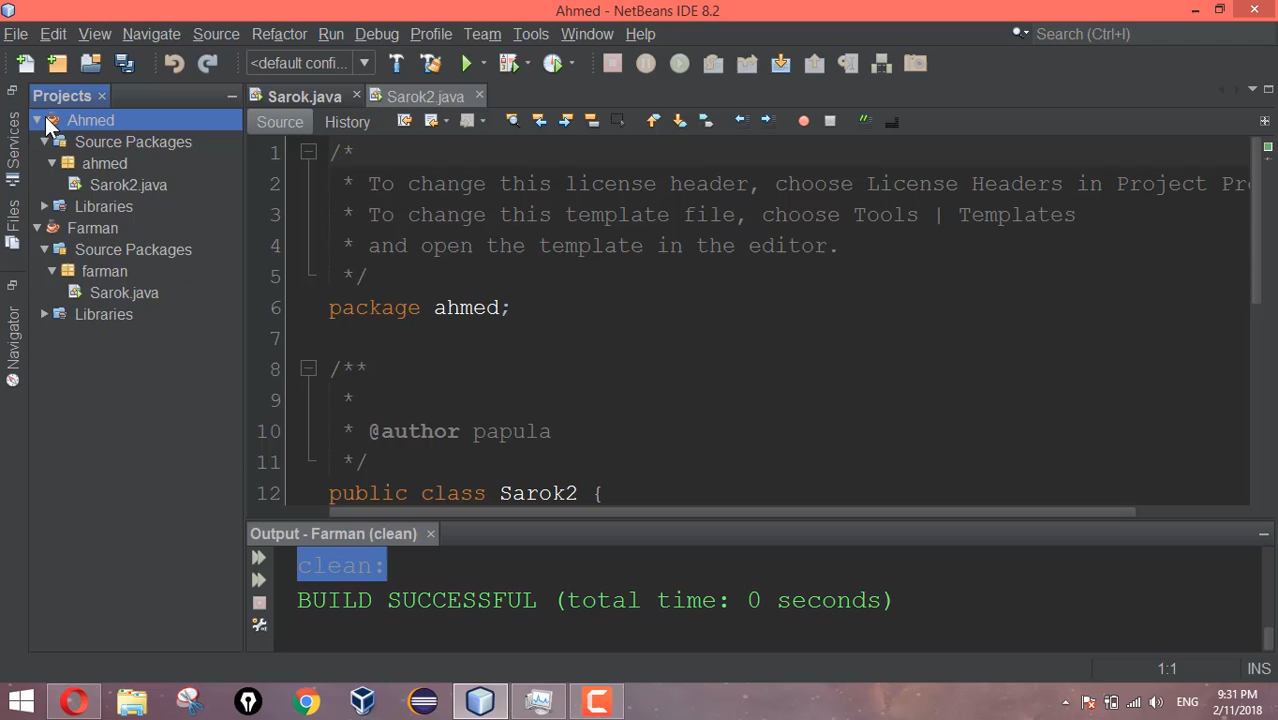 Ahmed - NetBeans IDE 8.2
File Edit View Navigate Source Refactor Run Debug Profile Team Tools Window Help Search (Ctrl+I)
<default confi...
Projects
Sarok.java Sarok2.java
Source History
Services
Files
Navigator
Ahmed
Source Packages
ahmed
Sarok2.java
Libraries
Farman
Source Packages
farman
Sarok.java
Libraries
1 /*
2 * To change this license header, choose License Headers in Project Pro
3 * To change this template file, choose Tools | Templates
4 * and open the template in the editor.
5 */
6 package ahmed;
7
8 /**
9 *
10 * @author papula
11 */
12 public class Sarok2 {
Output - Farman (clean)
clean:
BUILD SUCCESSFUL (total time: 0 seconds)
1:1 INS
ENG
9:31 PM
2/11/2018